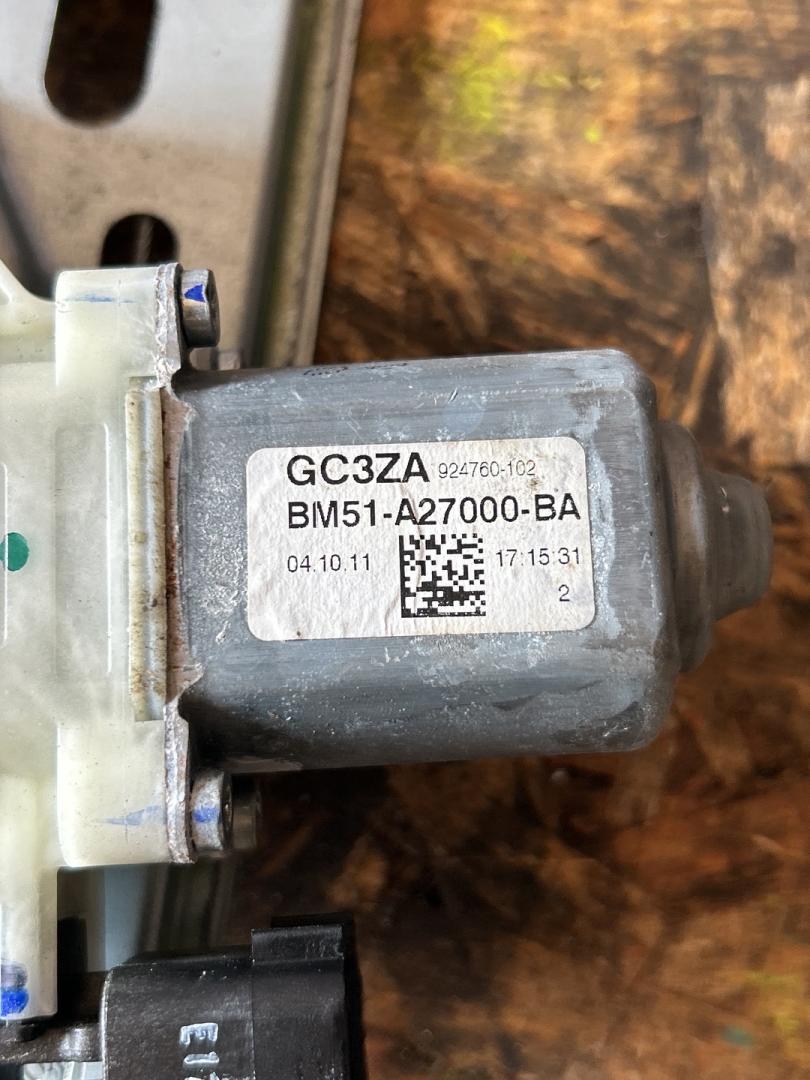 GC3ZA 924760-102
BM51-A27000-BA
04.10.11 17:15:31
2